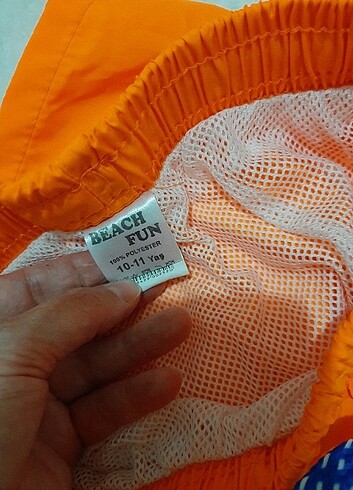 BEACH
FUN
100% POLYESTER
10-11 Yaş